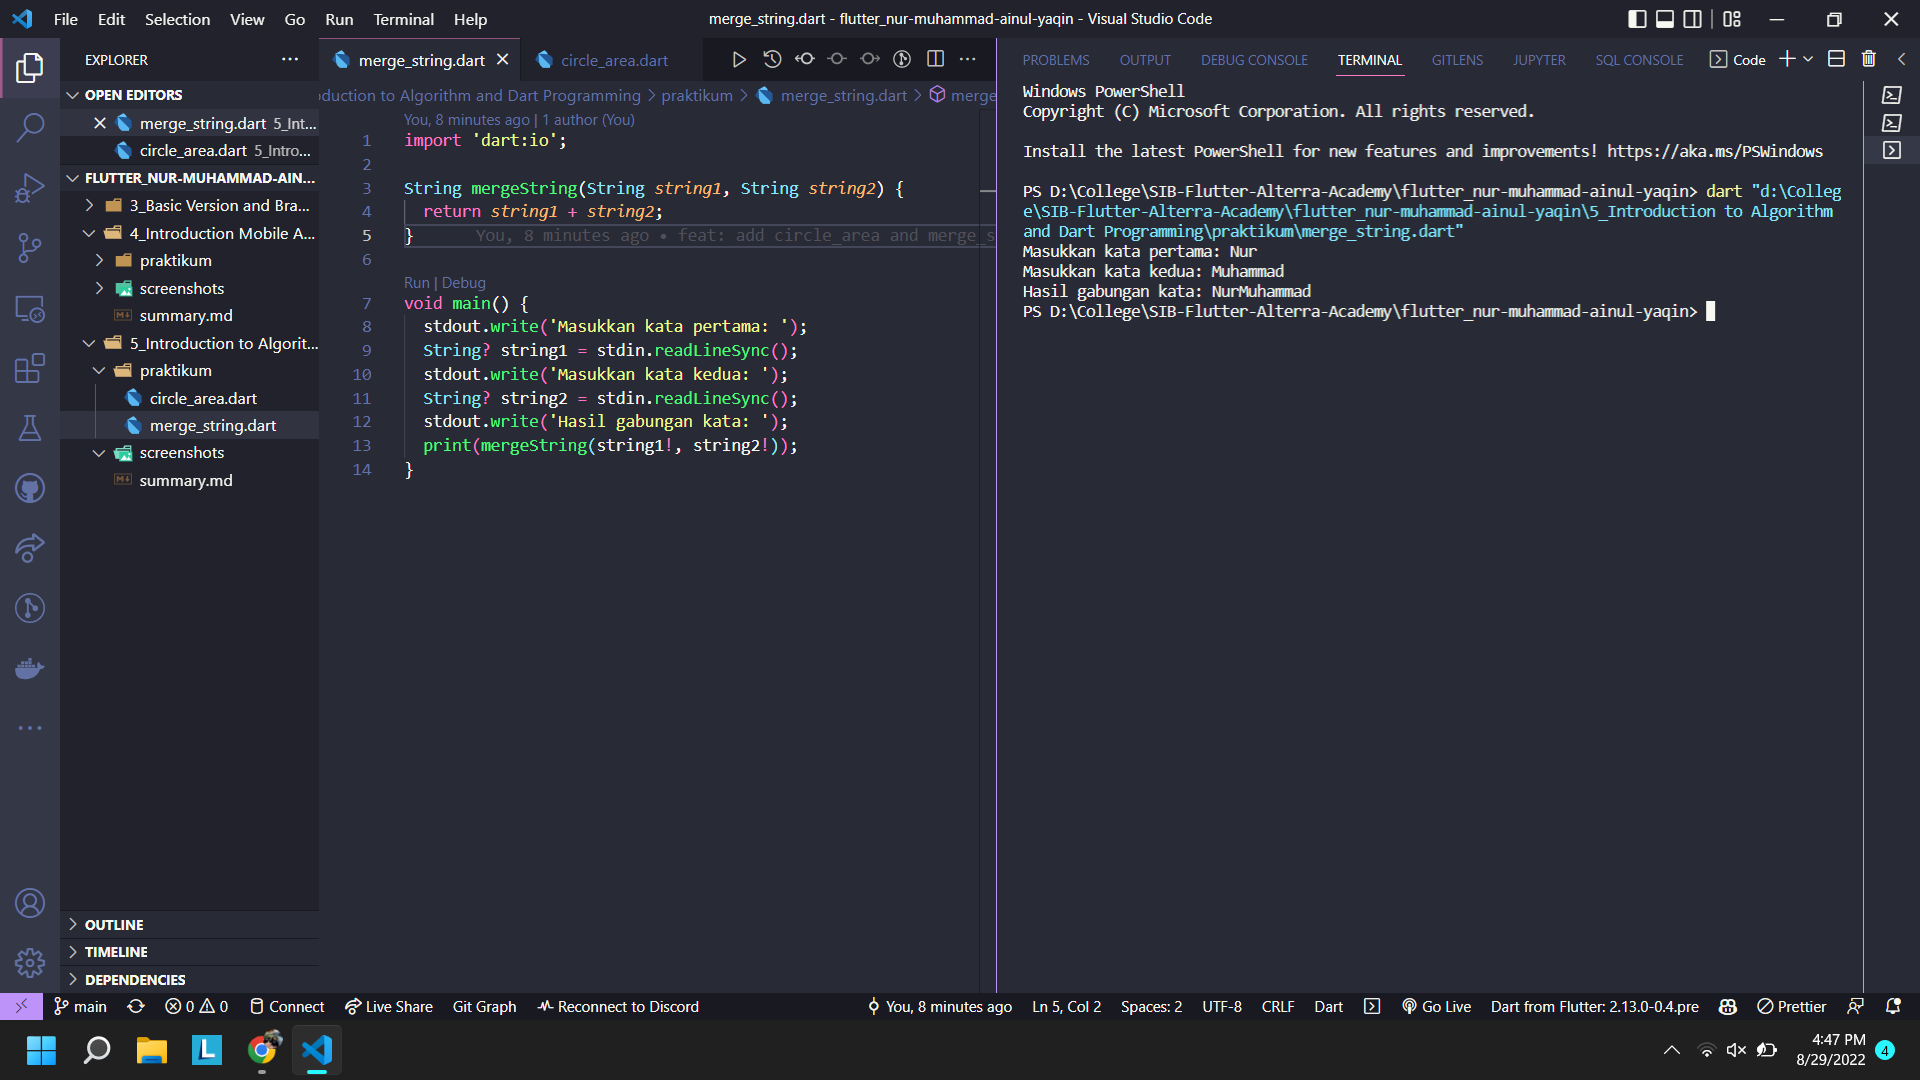 File Edit Selection View Go Run Terminal Help
merge_string.dart - flutter_nur-muhammad-ainul-yaqin - Visual Studio Code
EXPLORER
OPEN EDITORS
merge_string.dart 5_Int...
circle_area.dart 5_Intro...
FLUTTER_NUR-MUHAMMAD-AIN...
3_Basic Version and Bra...
4_Introduction Mobile A...
praktikum
screenshots
summary.md
5_Introduction to Algorit...
praktikum
circle_area.dart
merge_string.dart
screenshots
summary.md
OUTLINE
TIMELINE
DEPENDENCIES
merge_string.dart
circle_area.dart
oduction to Algorithm and Dart Programming > praktikum > merge_string.dart > merge
You, 8 minutes ago | 1 author (You)
1 import 'dart:io';
2
3 String mergeString(String string1, String string2) {
4 return string1 + string2;
5 } You, 8 minutes ago • feat: add circle_area and merge_s
6
Run | Debug
7 void main() {
8 stdout.write('Masukkan kata pertama: ');
9 String? string1 = stdin.readLineSync();
10 stdout.write('Masukkan kata kedua: ');
11 String? string2 = stdin.readLineSync();
12 stdout.write('Hasil gabungan kata: ');
13 print(mergeString(string1!, string2!));
14 }
PROBLEMS OUTPUT DEBUG CONSOLE TERMINAL GITLENS JUPYTER SQL CONSOLE Code
Windows PowerShell
Copyright (C) Microsoft Corporation. All rights reserved.
Install the latest PowerShell for new features and improvements! https://aka.ms/PSWindows
PS D:\College\SIB-Flutter-Alterra-Academy\flutter_nur-muhammad-ainul-yaqin> dart "d:\Colleg
e\SIB-Flutter-Alterra-Academy\flutter_nur-muhammad-ainul-yaqin\5_Introduction to Algorithm
and Dart Programming\praktikum\merge_string.dart"
Masukkan kata pertama: Nur
Masukkan kata kedua: Muhammad
Hasil gabungan kata: NurMuhammad
PS D:\College\SIB-Flutter-Alterra-Academy\flutter_nur-muhammad-ainul-yaqin>
main 0 0 Connect Live Share Git Graph Reconnect to Discord You, 8 minutes ago Ln 5, Col 2 Spaces: 2 UTF-8 CRLF Dart Go Live Dart from Flutter: 2.13.0-0.4.pre Prettier
L
4:47 PM
8/29/2022
4